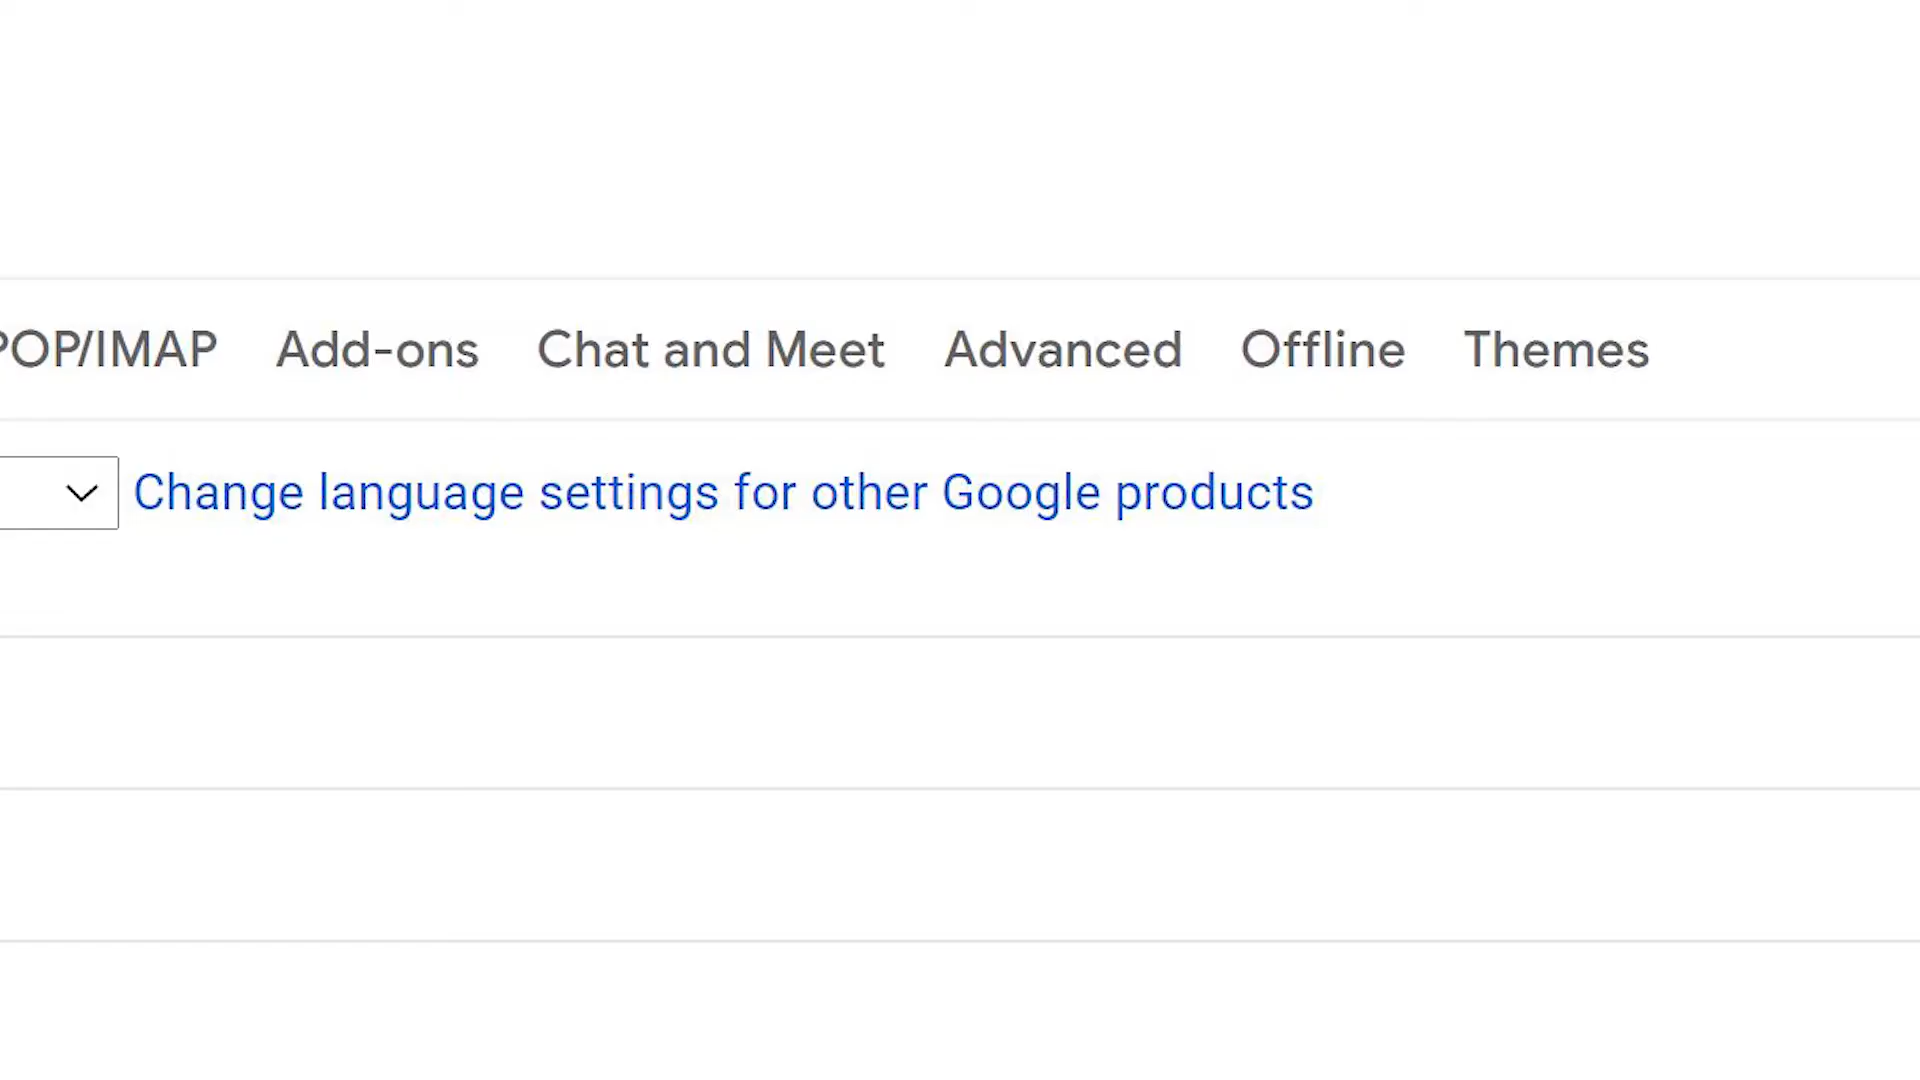 POP/IMAP Add-ons Chat and Meet Advanced Offline Themes
Change language settings for other Google products